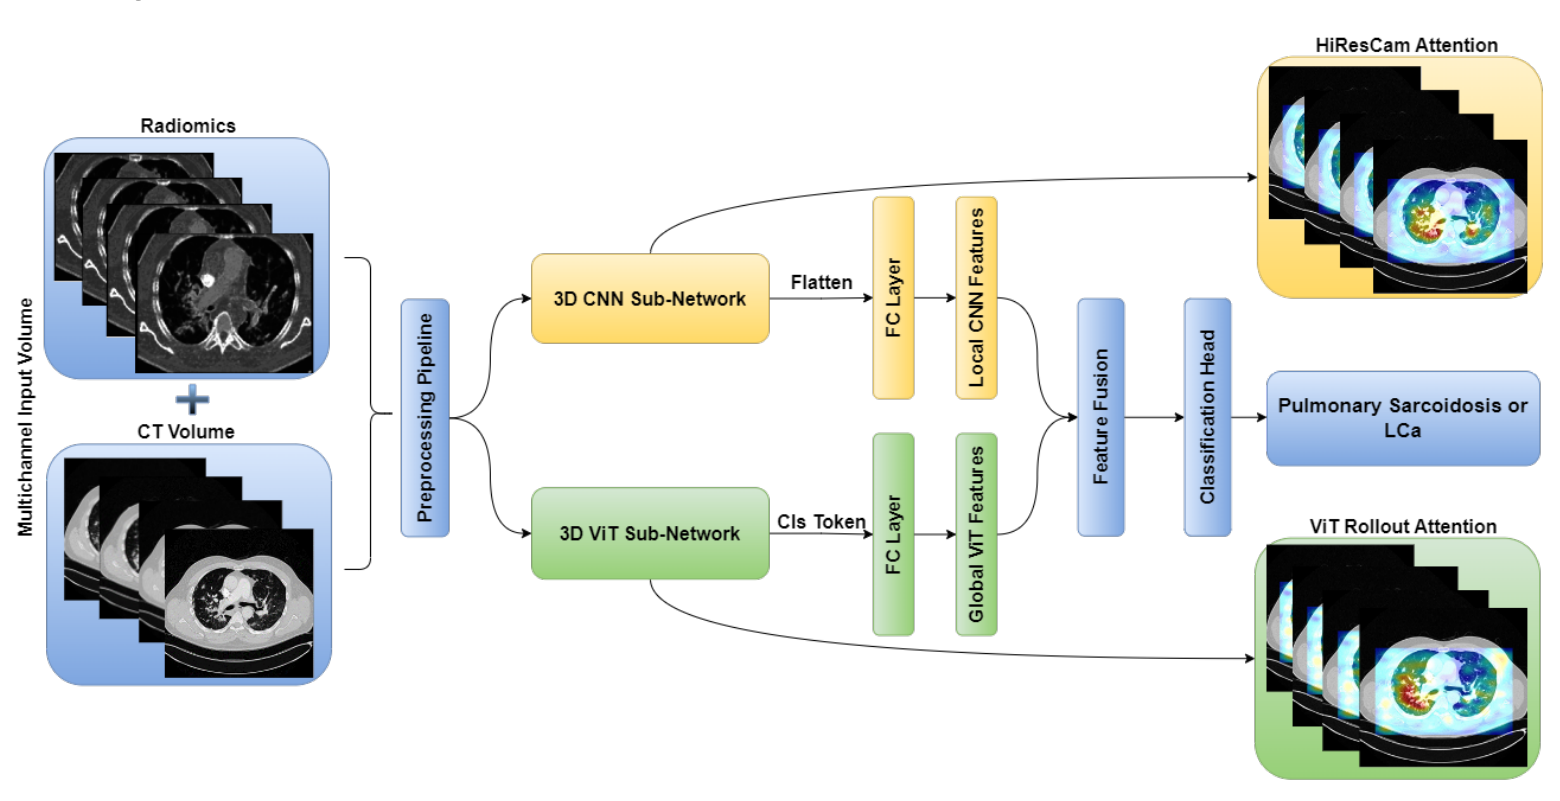 HiResCam Attention
Radiomics
Multichannel Input Volume
CT Volume
Preprocessing Pipeline
3D CNN Sub-Network
Flatten
FC Layer
Local CNN Features
3D ViT Sub-Network
Cls Token
FC Layer
Global ViT Features
Feature Fusion
Classification Head
Pulmonary Sarcoidosis or
LCa
ViT Rollout Attention